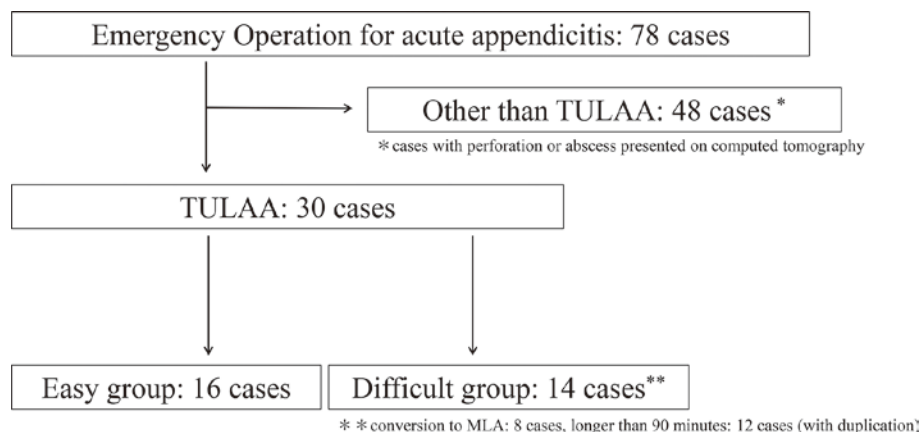 Emergency Operation for acute appendicitis: 78 cases
Other than TULAA: 48 cases *
* cases with perforation or abscess presented on computed tomography
TULAA: 30 cases
Easy group: 16 cases
Difficult group: 14 cases**
* * conversion to MLA: 8 cases, longer than 90 minutes: 12 cases (with duplication)